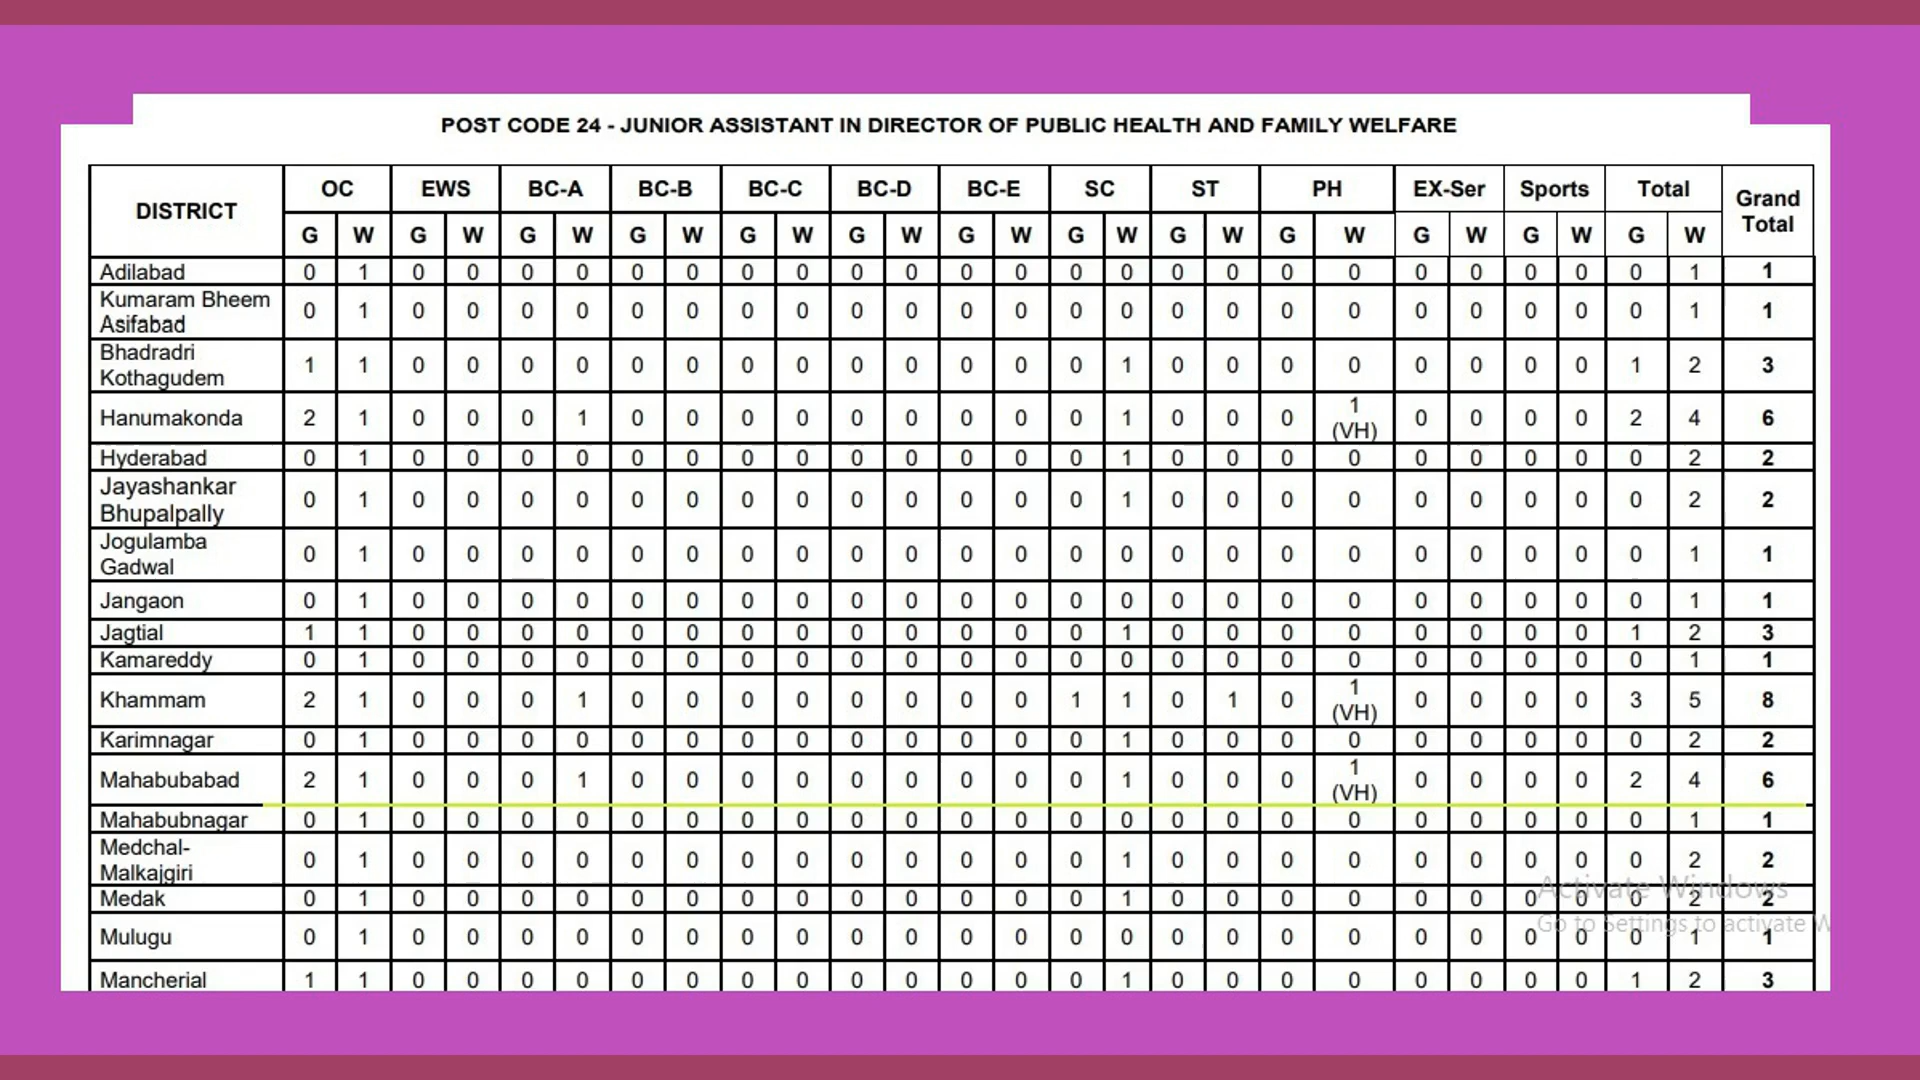 POST CODE 24 - JUNIOR ASSISTANT IN DIRECTOR OF PUBLIC HEALTH AND FAMILY WELFARE
DISTRICT OC EWS BC-A BC-B BC-C BC-D BC-E SC ST PH EX-Ser Sports Total Grand Total
G W G W G W G W G W G W G W G W G W G W G W G W G W
Adilabad 0 1 0 0 0 0 0 0 0 0 0 0 0 0 0 0 0 0 0 0 0 0 0 0 0 1 1
Kumaram Bheem Asifabad 0 1 0 0 0 0 0 0 0 0 0 0 0 0 0 0 0 0 0 0 0 0 0 0 0 1 1
Bhadradri Kothagudem 1 1 0 0 0 0 0 0 0 0 0 0 0 0 0 1 0 0 0 0 0 0 0 0 1 2 3
Hanumakonda 2 1 0 0 0 1 0 0 0 0 0 0 0 0 0 1 0 0 0 1 (VH) 0 0 0 0 2 4 6
Hyderabad 0 1 0 0 0 0 0 0 0 0 0 0 0 0 0 1 0 0 0 0 0 0 0 0 0 2 2
Jayashankar Bhupalpally 0 1 0 0 0 0 0 0 0 0 0 0 0 0 0 1 0 0 0 0 0 0 0 0 0 2 2
Jogulamba Gadwal 0 1 0 0 0 0 0 0 0 0 0 0 0 0 0 0 0 0 0 0 0 0 0 0 0 1 1
Jangaon 0 1 0 0 0 0 0 0 0 0 0 0 0 0 0 0 0 0 0 0 0 0 0 0 0 1 1
Jagtial 1 1 0 0 0 0 0 0 0 0 0 0 0 0 0 1 0 0 0 0 0 0 0 0 1 2 3
Kamareddy 0 1 0 0 0 0 0 0 0 0 0 0 0 0 0 0 0 0 0 0 0 0 0 0 0 1 1
Khammam 2 1 0 0 0 1 0 0 0 0 0 0 0 0 1 1 0 1 0 1 (VH) 0 0 0 0 3 5 8
Karimnagar 0 1 0 0 0 0 0 0 0 0 0 0 0 0 0 1 0 0 0 0 0 0 0 0 0 2 2
Mahabubabad 2 1 0 0 0 1 0 0 0 0 0 0 0 0 0 1 0 0 0 1 (VH) 0 0 0 0 2 4 6
Mahabubnagar 0 1 0 0 0 0 0 0 0 0 0 0 0 0 0 0 0 0 0 0 0 0 0 0 0 1 1
Medchal-Malkajgiri 0 1 0 0 0 0 0 0 0 0 0 0 0 0 0 1 0 0 0 0 0 0 0 0 0 2 2
Medak 0 1 0 0 0 0 0 0 0 0 0 0 0 0 0 1 0 0 0 0 0 0 0 0 0 2 2
Mulugu 0 1 0 0 0 0 0 0 0 0 0 0 0 0 0 0 0 0 0 0 0 0 0 0 0 1 1
Mancherial 1 1 0 0 0 0 0 0 0 0 0 0 0 0 0 1 0 0 0 0 0 0 0 0 1 2 3
Activate Windows
Go to Settings to activate W